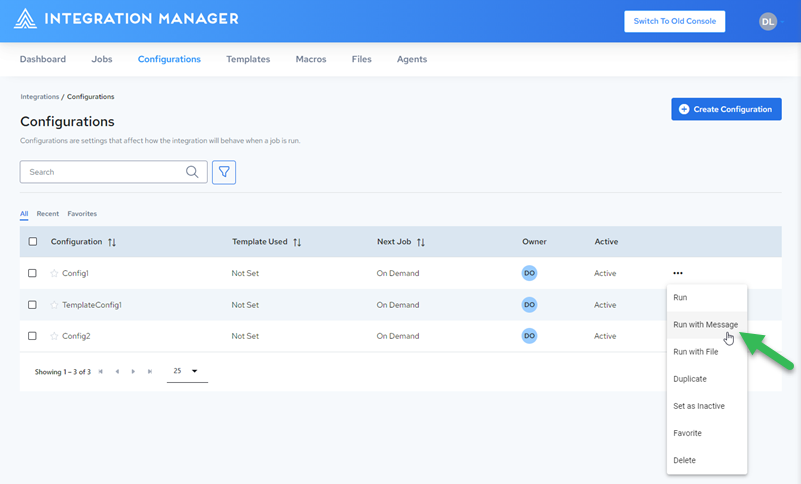 INTEGRATION MANAGER
Switch To Old Console
DL
Dashboard Jobs Configurations Templates Macros Files Agents
Integrations / Configurations
Create Configuration
Configurations
Configurations are settings that affect how the integration will behave when a job is run.
Search
All Recent Favorites
Configuration Template Used Next Job Owner Active
Config1 Not Set On Demand DO Active •••
TemplateConfig1 Not Set On Demand DO Active
Config2 Not Set On Demand DO Active
Showing 1 – 3 of 3 25
Run
Run with Message
Run with File
Duplicate
Set as Inactive
Favorite
Delete